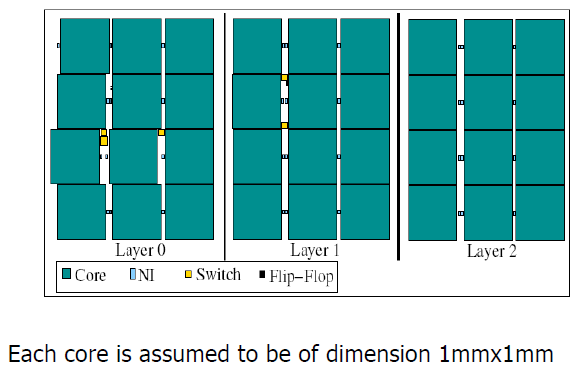 Layer 0 Layer 1 Layer 2
Core NI Switch Flip-Flop
Each core is assumed to be of dimension 1mmx1mm